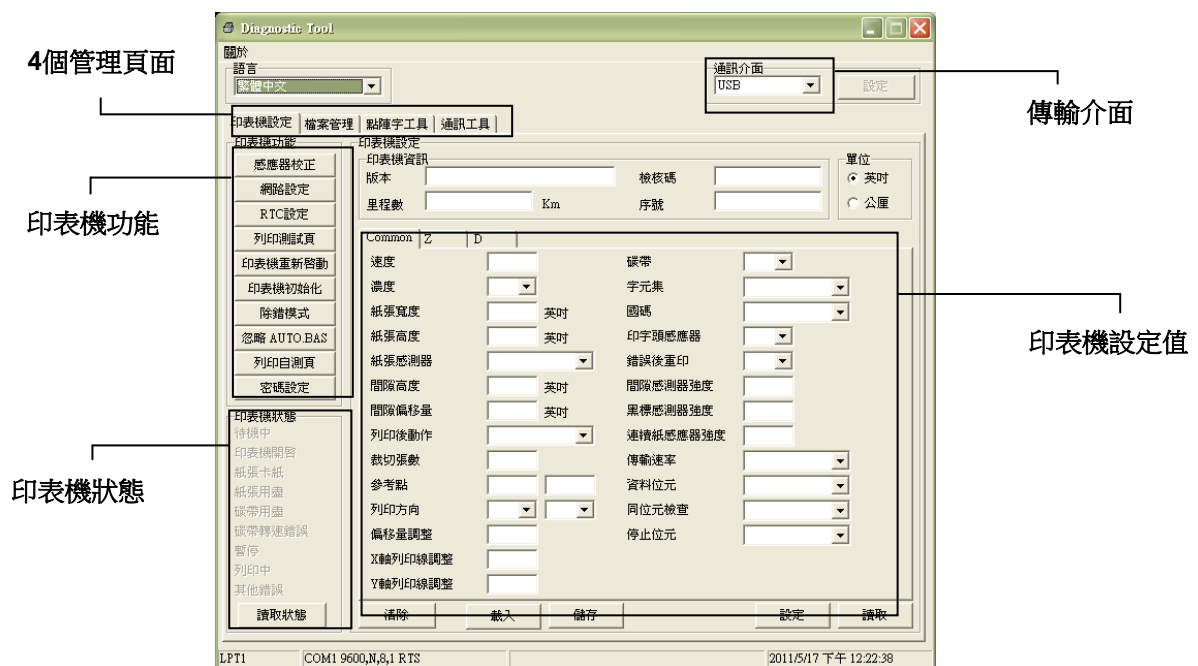 Diagnostic Tool
關於
語言
繁體中文
通訊介面
USB
設定
4個管理頁面
傳輸介面
印表機設定 檔案管理 點陣字工具 通訊工具
印表機功能
感應器校正
網路設定
RTC設定
列印測試頁
印表機重新啓動
印表機初始化
除錯模式
忽略 AUTO.BAS
列印自測頁
密碼設定
印表機功能
印表機設定
印表機資訊
版本
檢核碼
里程數 Km
序號
單位
英吋
公厘
Common Z D
速度
濃度
紙張寬度 英吋
紙張高度 英吋
紙張感測器
間隙高度 英吋
間隙偏移量 英吋
列印後動作
裁切張數
參考點
列印方向
偏移量調整
X軸列印線調整
Y軸列印線調整
碳帶
字元集
國碼
印字頭感應器
錯誤後重印
間隙感測器強度
黑標感測器強度
連續紙感應器強度
傳輸速率
資料位元
同位元檢查
停止位元
印表機設定值
印表機狀態
待機中
印表機開啓
紙張卡紙
紙張用盡
碳帶用盡
碳帶轉速錯誤
暫停
列印中
其他錯誤
讀取狀態
印表機狀態
清除 載入 儲存 設定 讀取
LPT1 COM1 9600,N,8,1 RTS 2011/5/17 下午 12:22:38